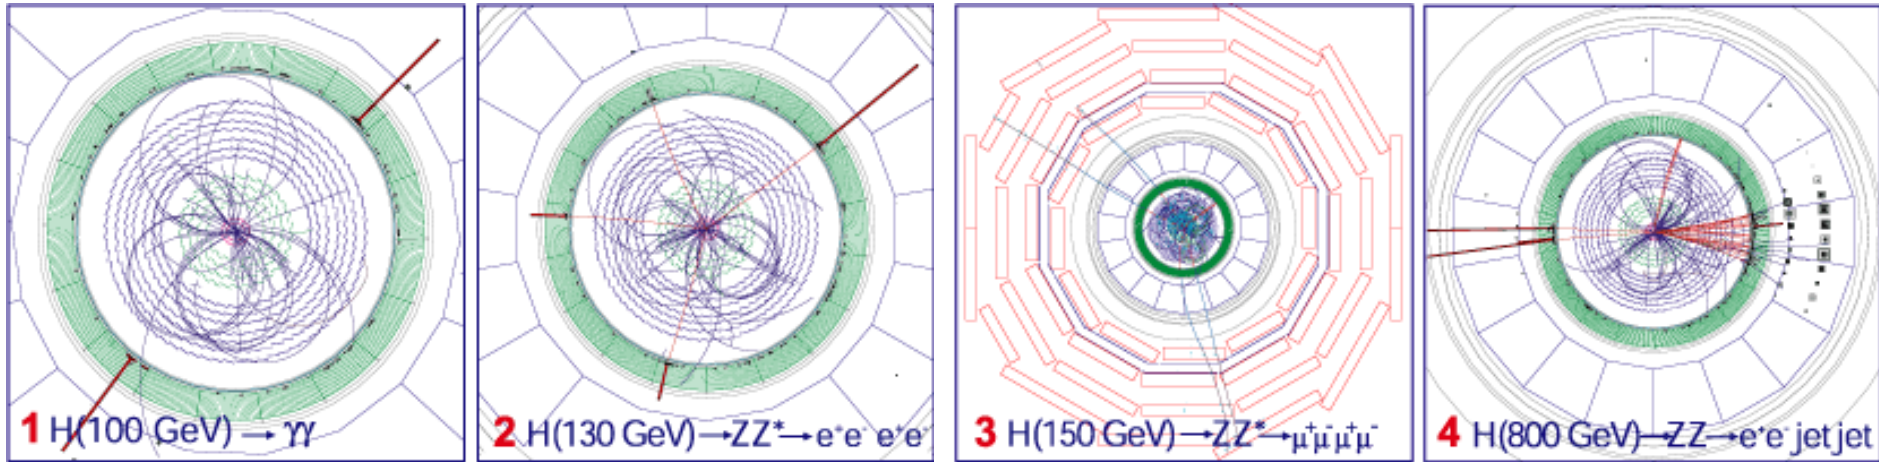 1 H(100 GeV) → γγ
2 H(130 GeV)→ZZ*→e⁺e⁻ e⁺e⁻
3 H(150 GeV)→ZZ*→μ⁺μ⁻μ⁺μ⁻
4 H(800 GeV)→ZZ→e⁺e⁻ jet jet